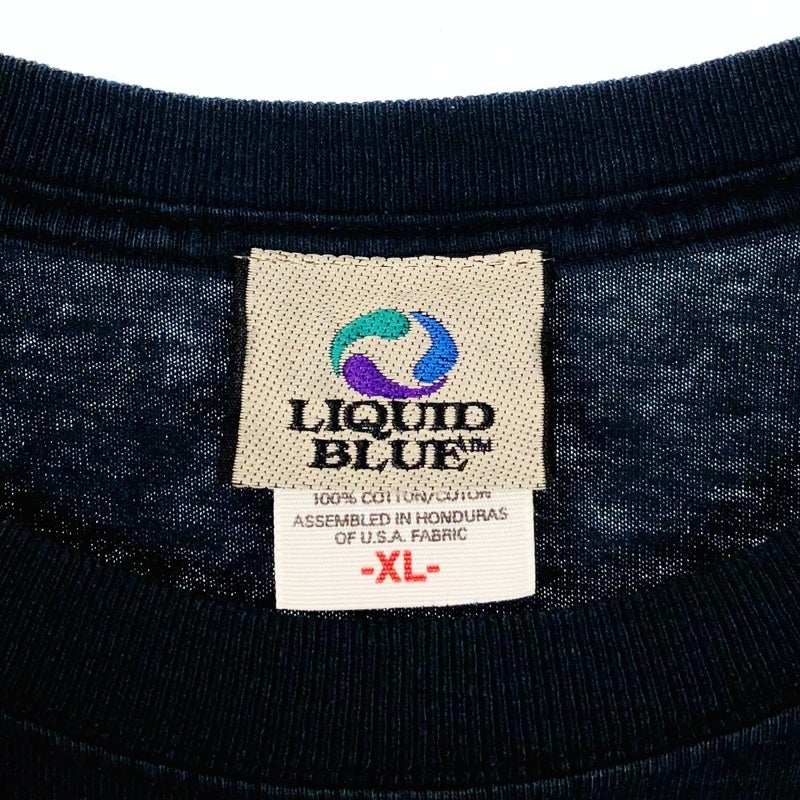 LIQUID
BLUE™
100% COTTON/COTON
ASSEMBLED IN HONDURAS
OF U.S.A. FABRIC
-XL-